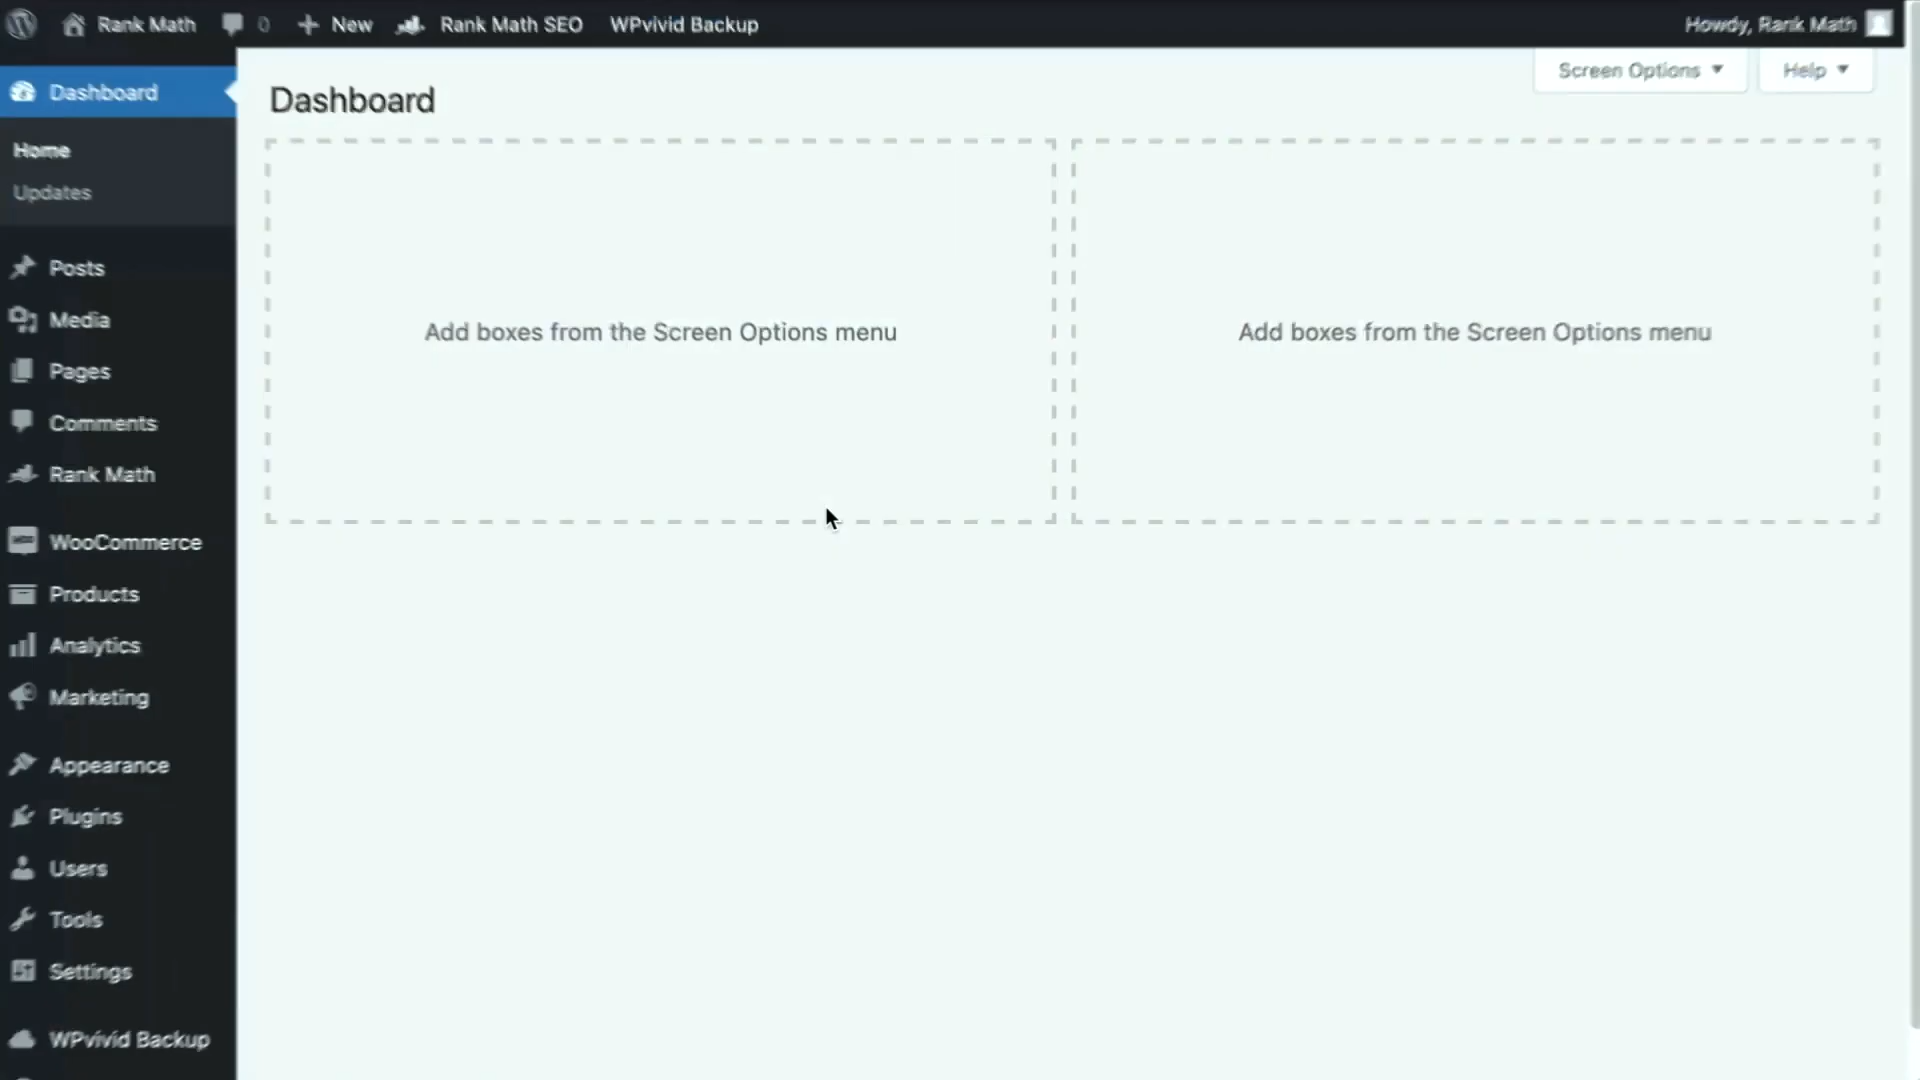 Rank Math
0
New
Rank Math SEO
WPvivid Backup
Howdy, Rank Math
Screen Options
Help
Dashboard
Dashboard
Home
Updates
Posts
Media
Pages
Comments
Rank Math
WooCommerce
Products
Analytics
Marketing
Appearance
Plugins
Users
Tools
Settings
WPvivid Backup
Add boxes from the Screen Options menu
Add boxes from the Screen Options menu